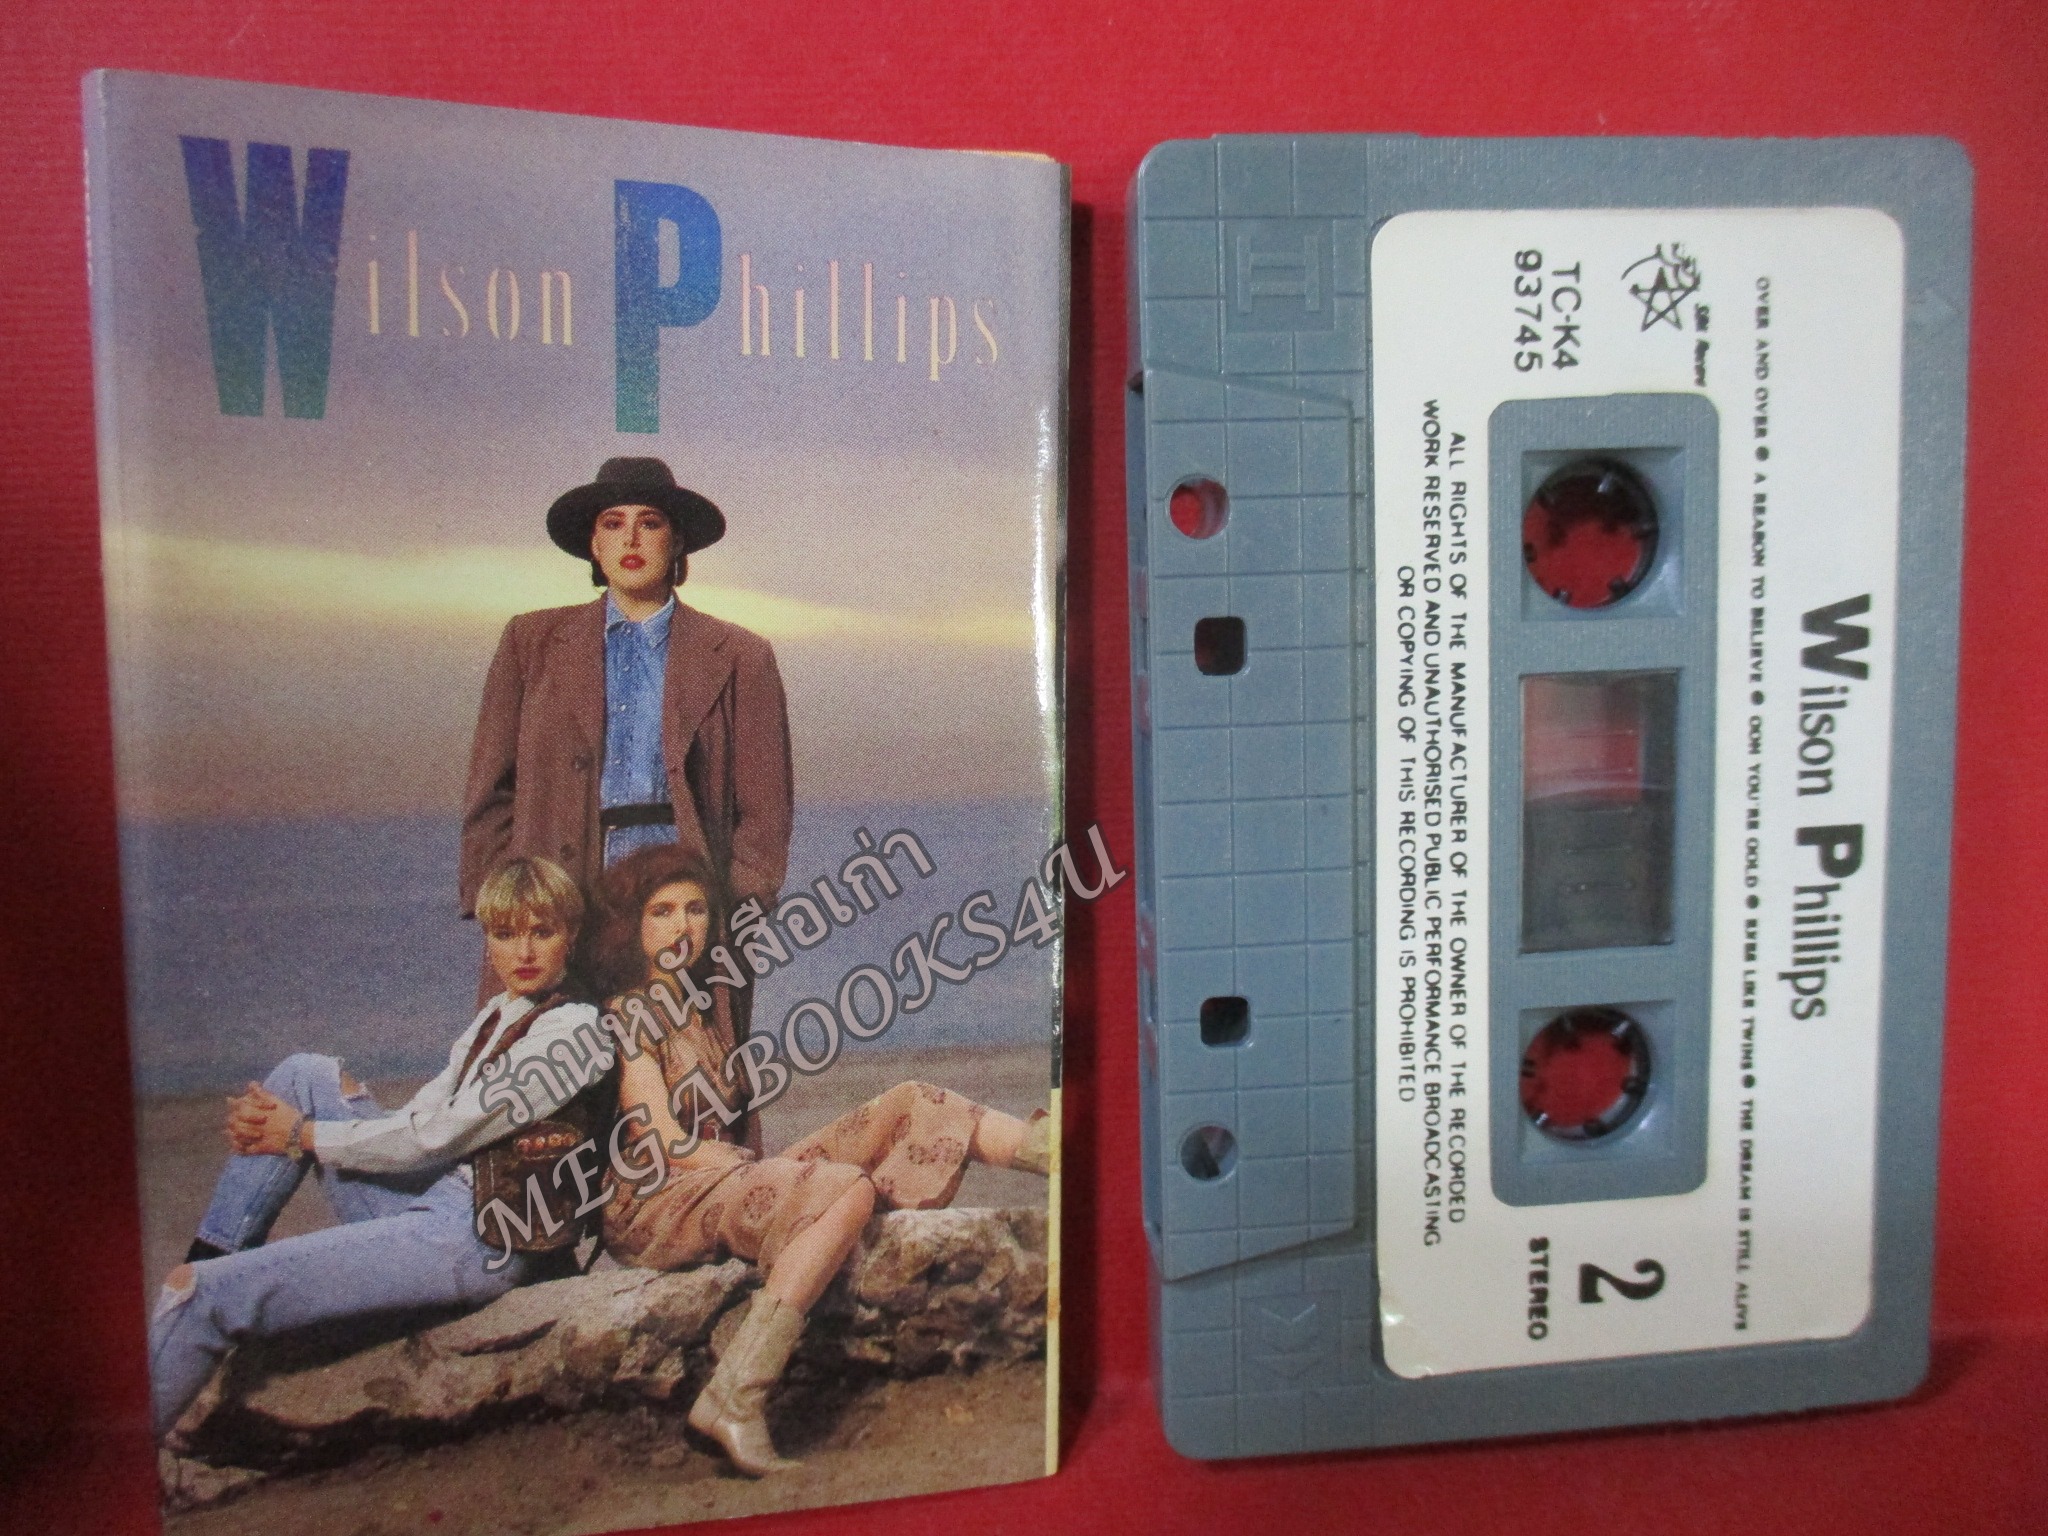 Wilson Phillips
ร้านหนังสือเก่า
MEGABOOKS4U
Wilson Phillips
OVER AND OVER ● A REASON TO BELIEVE ● OOH YOU'RE GOLD ● EYES LIKE TWINS ● THE DREAM IS STILL ALIVE
SBK Records
TC-K4
93745
2
STEREO
ALL RIGHTS OF THE MANUFACTURER OF THE OWNER OF THE RECORDED
WORK RESERVED AND UNAUTHORISED PUBLIC PERFORMANCE BROADCASTING
OR COPYING OF THIS RECORDING IS PROHIBITED
II